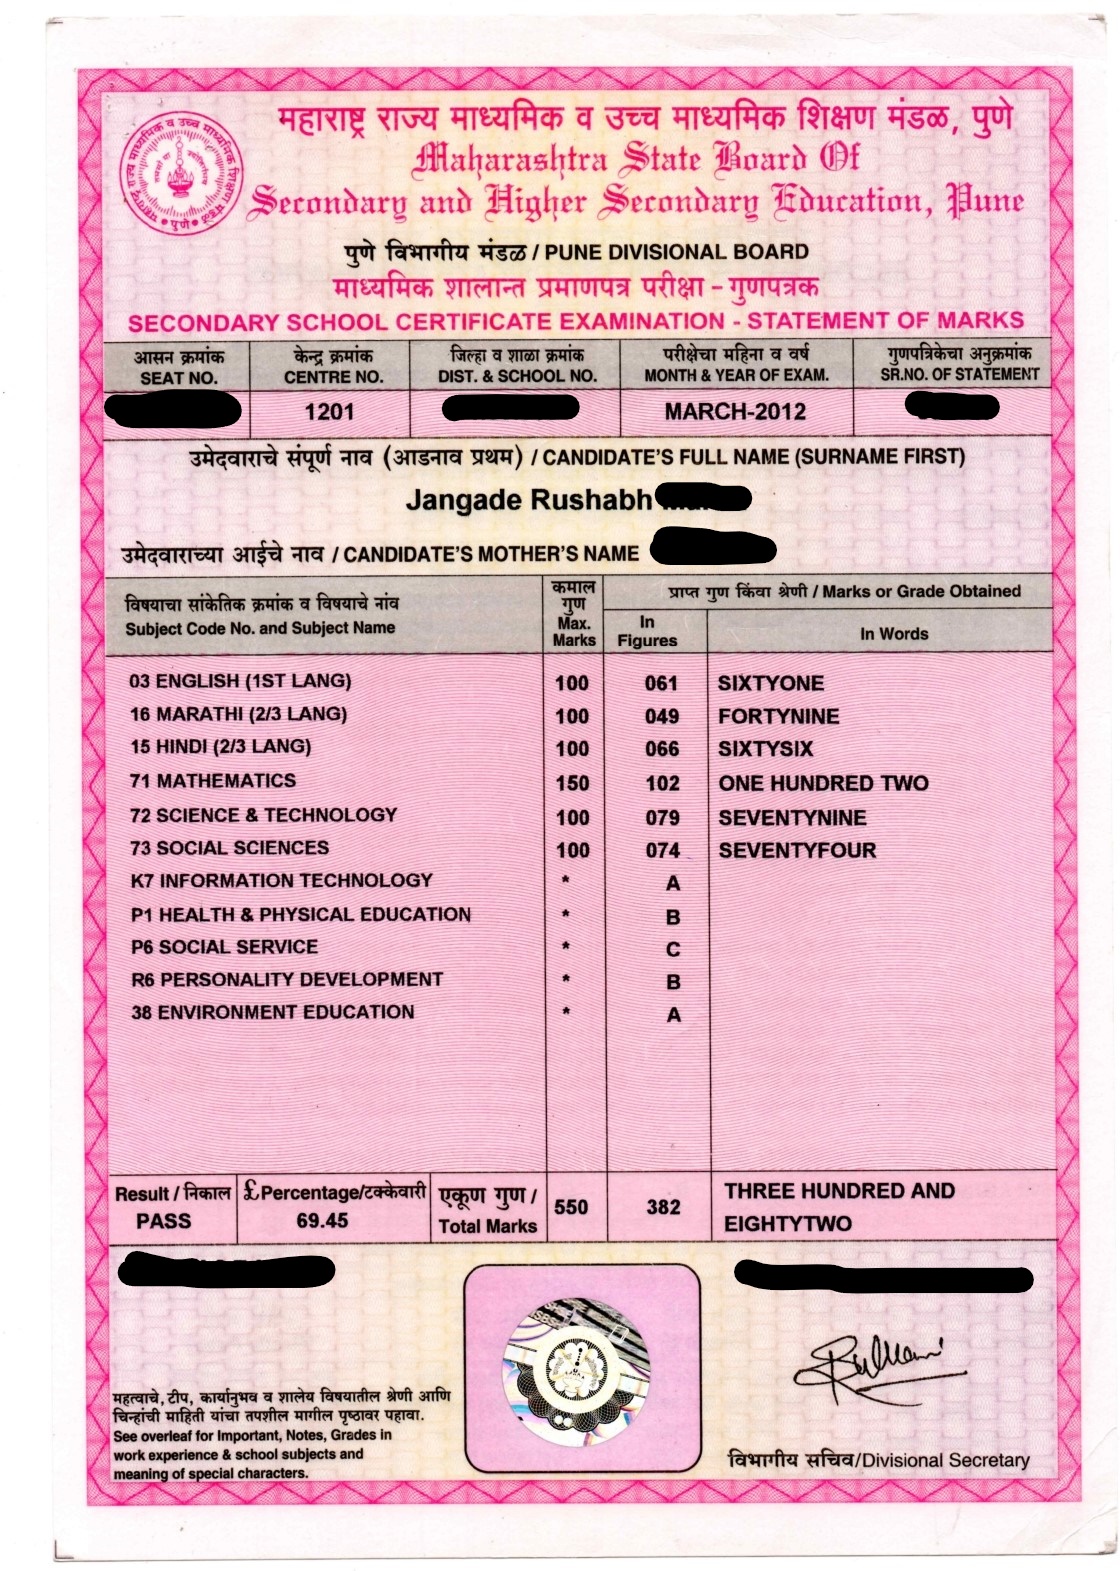 महाराष्ट्र राज्य माध्यमिक व उच्च माध्यमिक शिक्षण मंडळ, पुणे
Maharashtra State Board Of
Secondary and Higher Secondary Education, Pune
पुणे विभागीय मंडळ / PUNE DIVISIONAL BOARD
माध्यमिक शालान्त प्रमाणपत्र परीक्षा - गुणपत्रक
SECONDARY SCHOOL CERTIFICATE EXAMINATION - STATEMENT OF MARKS
आसन क्रमांक केन्द्र क्रमांक जिल्हा व शाळा क्रमांक परीक्षेचा महिना व वर्ष गुणपत्रिकेचा अनुक्रमांक
SEAT NO. CENTRE NO. DIST. & SCHOOL NO. MONTH & YEAR OF EXAM. SR.NO. OF STATEMENT
1201 MARCH-2012
उमेदवाराचे संपूर्ण नाव (आडनाव प्रथम) / CANDIDATE'S FULL NAME (SURNAME FIRST)
Jangade Rushabh
उमेदवाराच्या आईचे नाव / CANDIDATE'S MOTHER'S NAME
विषयाचा सांकेतिक क्रमांक व विषयाचे नांव
Subject Code No. and Subject Name
कमाल
गुण
Max.
Marks
प्राप्त गुण किंवा श्रेणी / Marks or Grade Obtained
In
Figures
In Words
03 ENGLISH (1ST LANG) 100 061 SIXTYONE
16 MARATHI (2/3 LANG) 100 049 FORTYNINE
15 HINDI (2/3 LANG) 100 066 SIXTYSIX
71 MATHEMATICS 150 102 ONE HUNDRED TWO
72 SCIENCE & TECHNOLOGY 100 079 SEVENTYNINE
73 SOCIAL SCIENCES 100 074 SEVENTYFOUR
K7 INFORMATION TECHNOLOGY * A
P1 HEALTH & PHYSICAL EDUCATION * B
P6 SOCIAL SERVICE * C
R6 PERSONALITY DEVELOPMENT * B
38 ENVIRONMENT EDUCATION * A
Result / निकाल
PASS
£ Percentage/टक्केवारी
69.45
एकूण गुण /
Total Marks
550
382
THREE HUNDRED AND
EIGHTYTWO
महत्वाचे, टीप, कार्यानुभव व शालेय विषयातील श्रेणी आणि
चिन्हांची माहिती यांचा तपशील मागील पृष्ठावर पहावा.
See overleaf for Important, Notes, Grades in
work experience & school subjects and
meaning of special characters.
विभागीय सचिव/Divisional Secretary